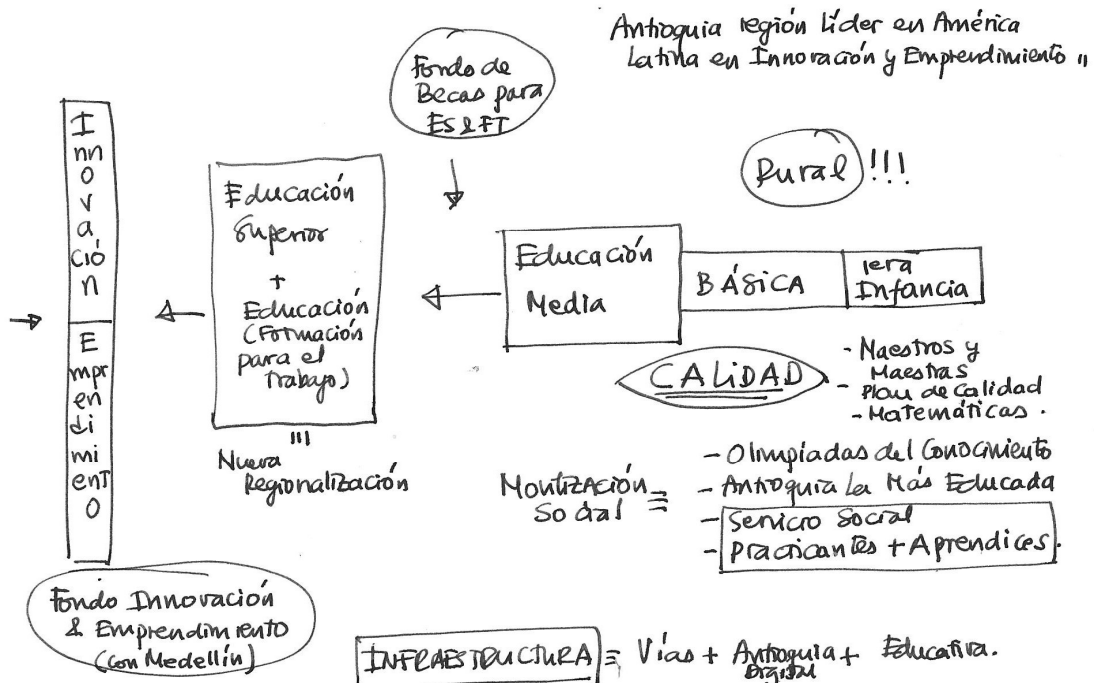 Antioquia región Líder en América
Latina en Innovación y Emprendimiento "
Fondo de
Becas para
ES & FT
Rural !!!
I
nn
o
v
a
ció
n
E
mpr
en
di
mi
enT
o
Educación
Superior
+
Educación
(Formación
para el
Trabajo)
Nueva
Regionalización
Educación
Media
BÁSiCA
1era
Infancia
CALiDAD
- Maestros y
Maestras
- Plan de Calidad
- Matemáticas.
Movilización
Social =
- Olimpíadas del Conocimiento
- Antioquia La Más Educada
- Servicio Social
- Practicantes + Aprendices.
Fondo Innovación
& Emprendimiento
(con Medellín)
INFRAESTRUCTURA = Vías + Antioquia + Educativa.
Digital